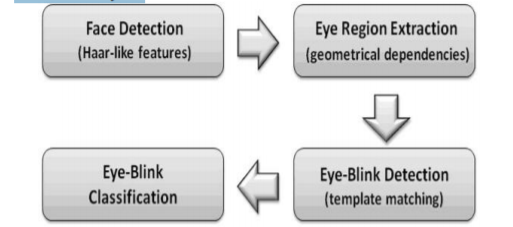 Face Detection
(Haar-like features)
Eye Region Extraction
(geometrical dependencies)
Eye-Blink Detection
(template matching)
Eye-Blink
Classification